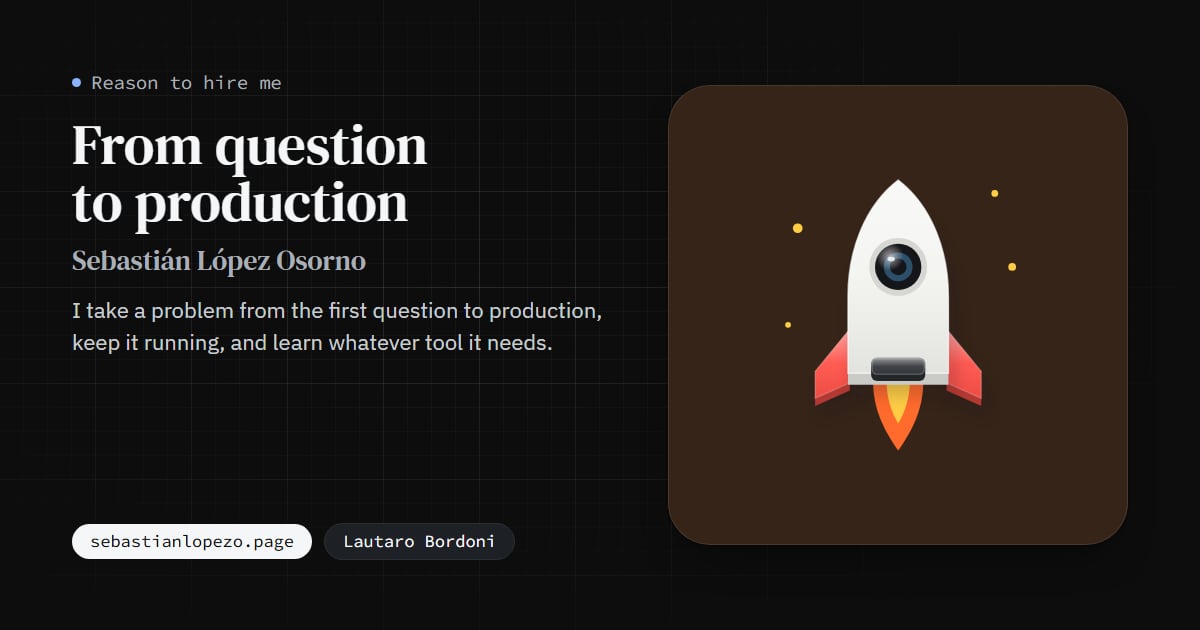 Reason to hire me
From question
to production
Sebastián López Osorno
I take a problem from the first question to production,
keep it running, and learn whatever tool it needs.
sebastianlopezo.page
Lautaro Bordoni